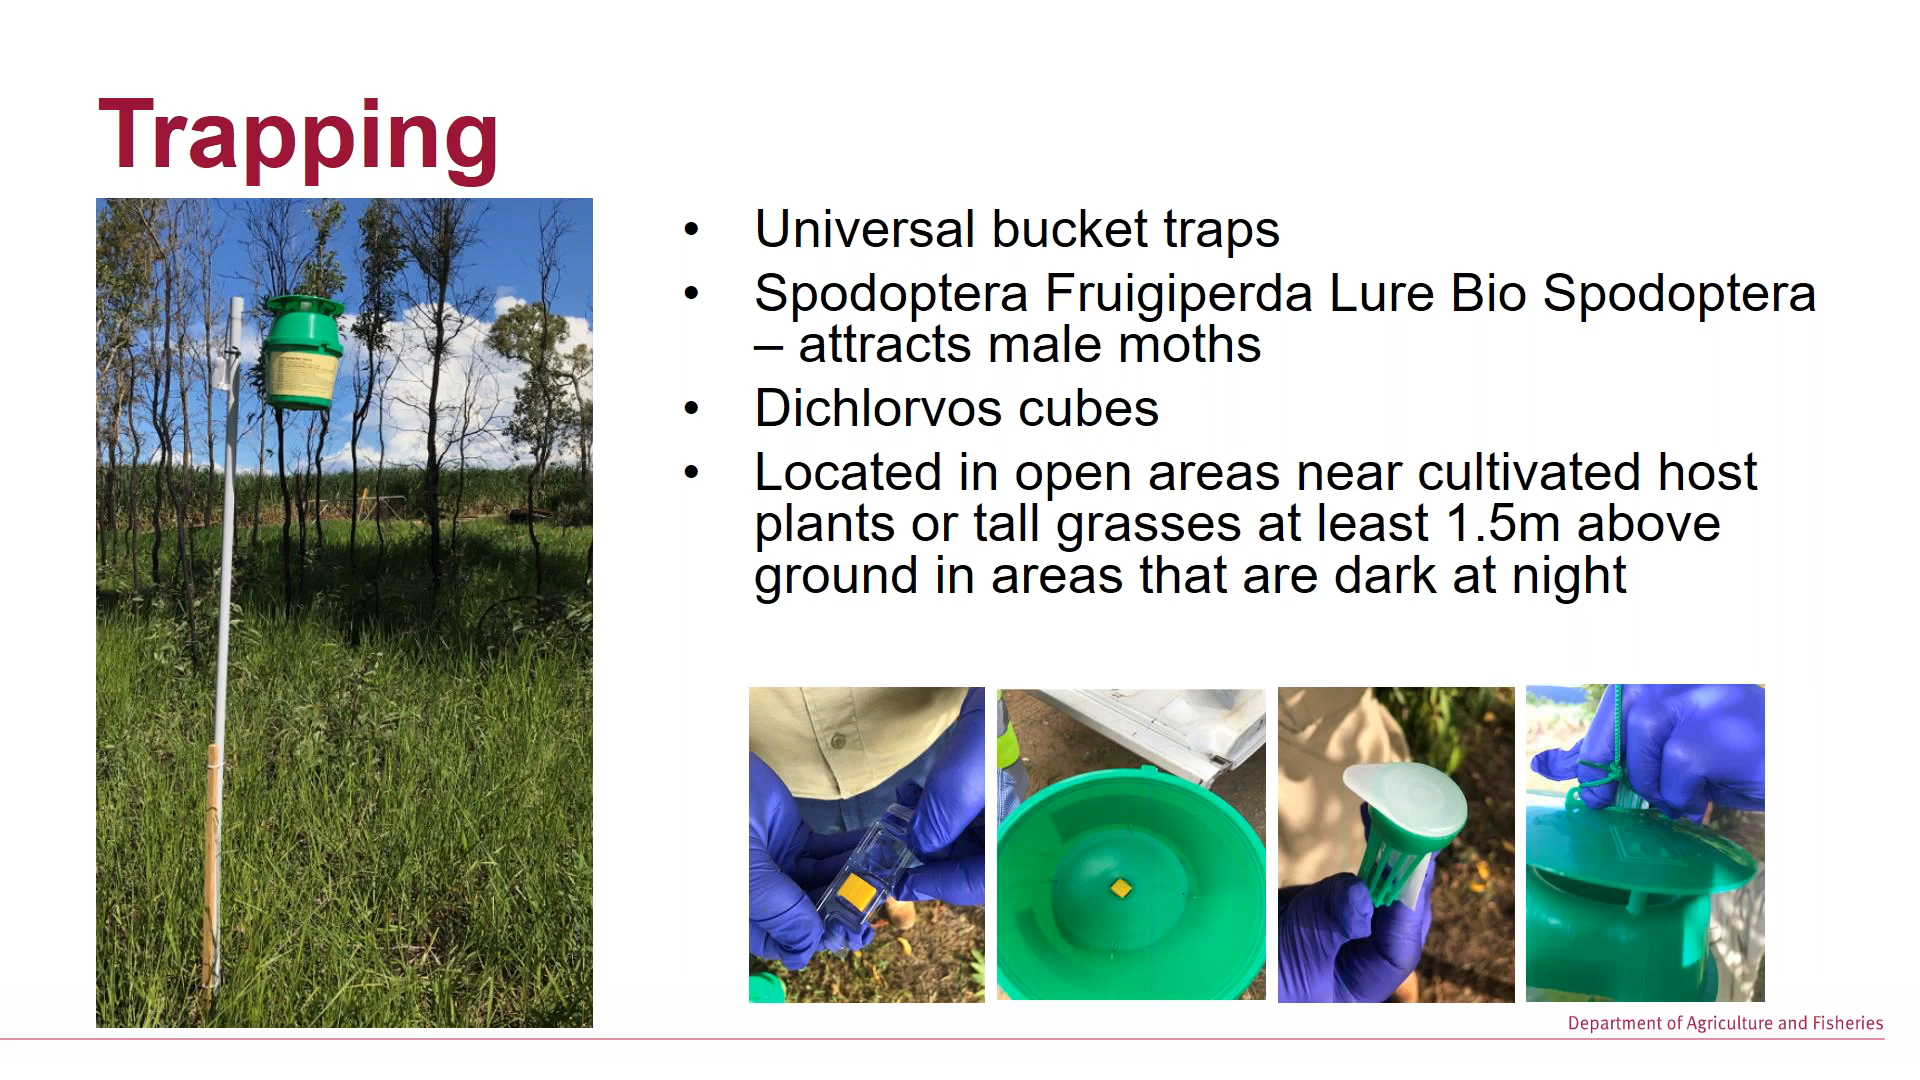 Trapping
• Universal bucket traps
• Spodoptera Fruigiperda Lure Bio Spodoptera
– attracts male moths
• Dichlorvos cubes
• Located in open areas near cultivated host
plants or tall grasses at least 1.5m above
ground in areas that are dark at night
Department of Agriculture and Fisheries